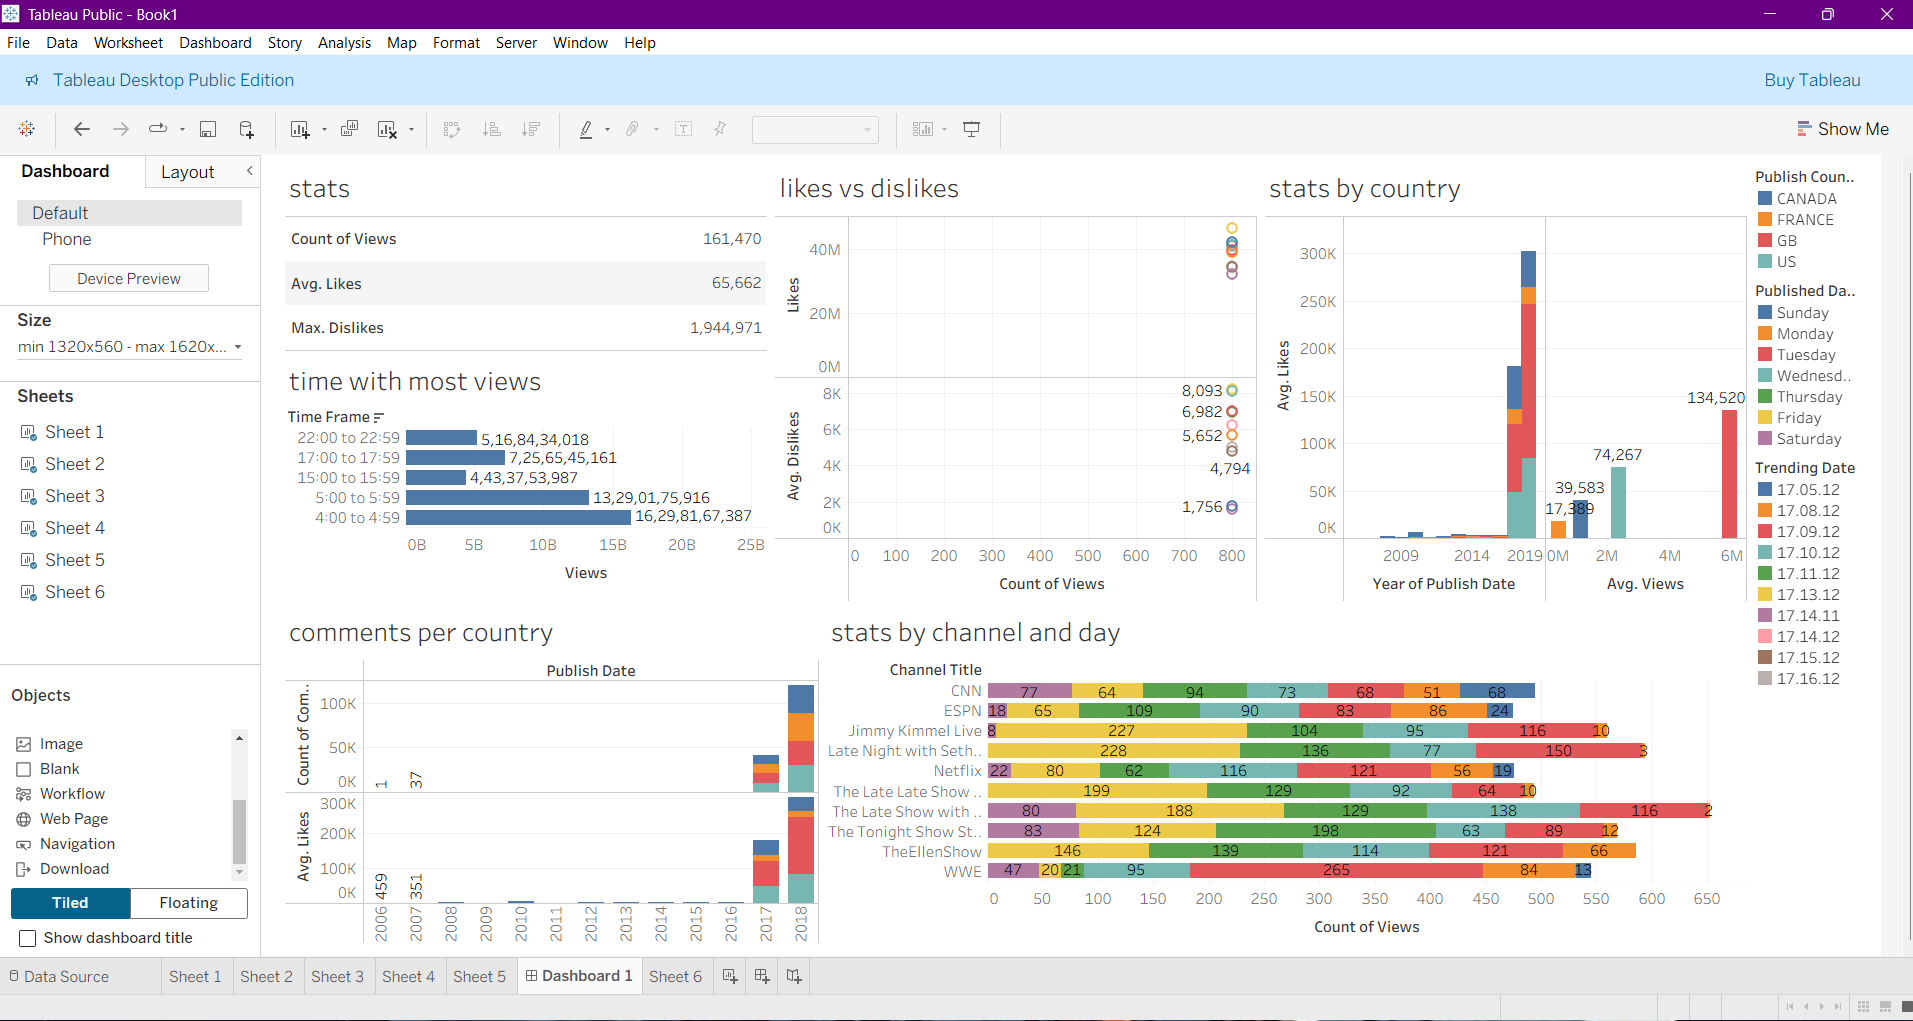 Tableau Public - Book1
File Data Worksheet Dashboard Story Analysis Map Format Server Window Help
Tableau Desktop Public Edition
Buy Tableau
Show Me
Dashboard
Layout
Default
Phone
Device Preview
Size
min 1320x560 - max 1620x...
Sheets
Sheet 1
Sheet 2
Sheet 3
Sheet 4
Sheet 5
Sheet 6
Objects
Image
Blank
Workflow
Web Page
Navigation
Download
Tiled Floating
Show dashboard title
stats
Count of Views 161,470
Avg. Likes 65,662
Max. Dislikes 1,944,971
time with most views
Time Frame
22:00 to 22:59 5,16,84,34,018
17:00 to 17:59 7,25,65,45,161
15:00 to 15:59 4,43,37,53,987
5:00 to 5:59 13,29,01,75,916
4:00 to 4:59 16,29,81,67,387
0B 5B 10B 15B 20B 25B
Views
likes vs dislikes
Likes
40M
20M
0M
Avg. Dislikes
8K
6K
4K
2K
0K
8,093
6,982
5,652
4,794
1,756
0 100 200 300 400 500 600 700 800
Count of Views
stats by country
Avg. Likes
300K
250K
200K
150K
100K
50K
0K
134,520
74,267
39,583
17,389
2009 2014 2019 0M 2M 4M 6M
Year of Publish Date
Avg. Views
Publish Coun..
CANADA
FRANCE
GB
US
Published Da..
Sunday
Monday
Tuesday
Wednesd..
Thursday
Friday
Saturday
Trending Date
17.05.12
17.08.12
17.09.12
17.10.12
17.11.12
17.13.12
17.14.11
17.14.12
17.15.12
17.16.12
comments per country
Publish Date
Count of Com..
100K
50K
0K
1 37
Avg. Likes
300K
200K
100K
0K
459 351
2006 2007 2008 2009 2010 2011 2012 2013 2014 2015 2016 2017 2018
stats by channel and day
Channel Title
CNN 77 64 94 73 68 51 68
ESPN 18 65 109 90 83 86 24
Jimmy Kimmel Live 8 227 104 95 116 10
Late Night with Seth.. 228 136 77 150 3
Netflix 22 80 62 116 121 56 19
The Late Late Show .. 199 129 92 64 10
The Late Show with .. 80 188 129 138 116 2
The Tonight Show St.. 83 124 198 63 89 12
TheEllenShow 146 139 114 121 66
WWE 47 20 21 95 265 84 13
0 50 100 150 200 250 300 350 400 450 500 550 600 650
Count of Views
Data Source Sheet 1 Sheet 2 Sheet 3 Sheet 4 Sheet 5 Dashboard 1 Sheet 6